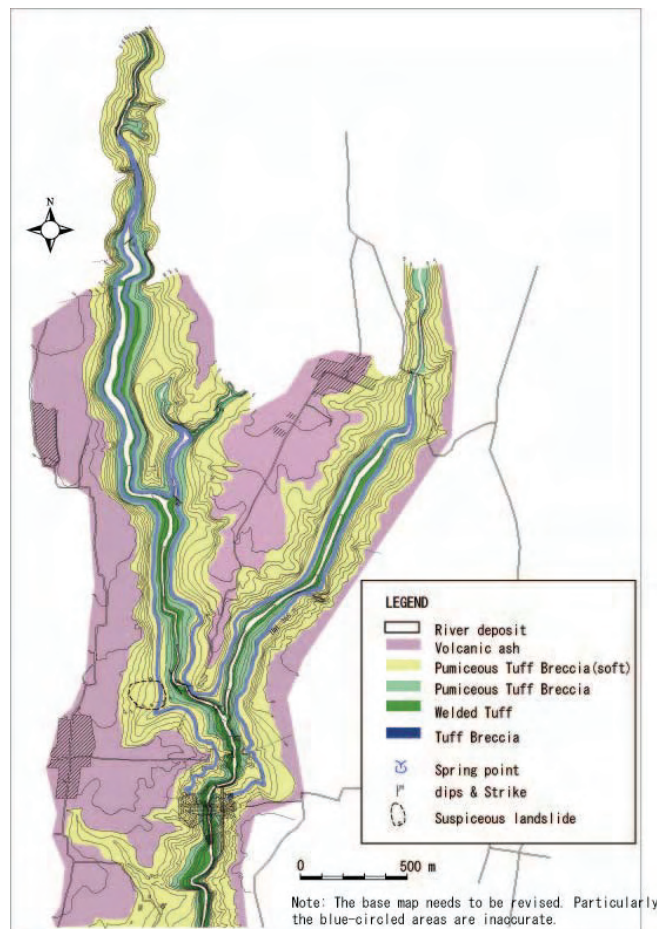 N
LEGEND
River deposit
Volcanic ash
Pumiceous Tuff Breccia(soft)
Pumiceous Tuff Breccia
Welded Tuff
Tuff Breccia
Spring point
dips & Strike
Suspiceous landslide
0 500 m
Note: The base map needs to be revised. Particularly
the blue-circled areas are inaccurate.